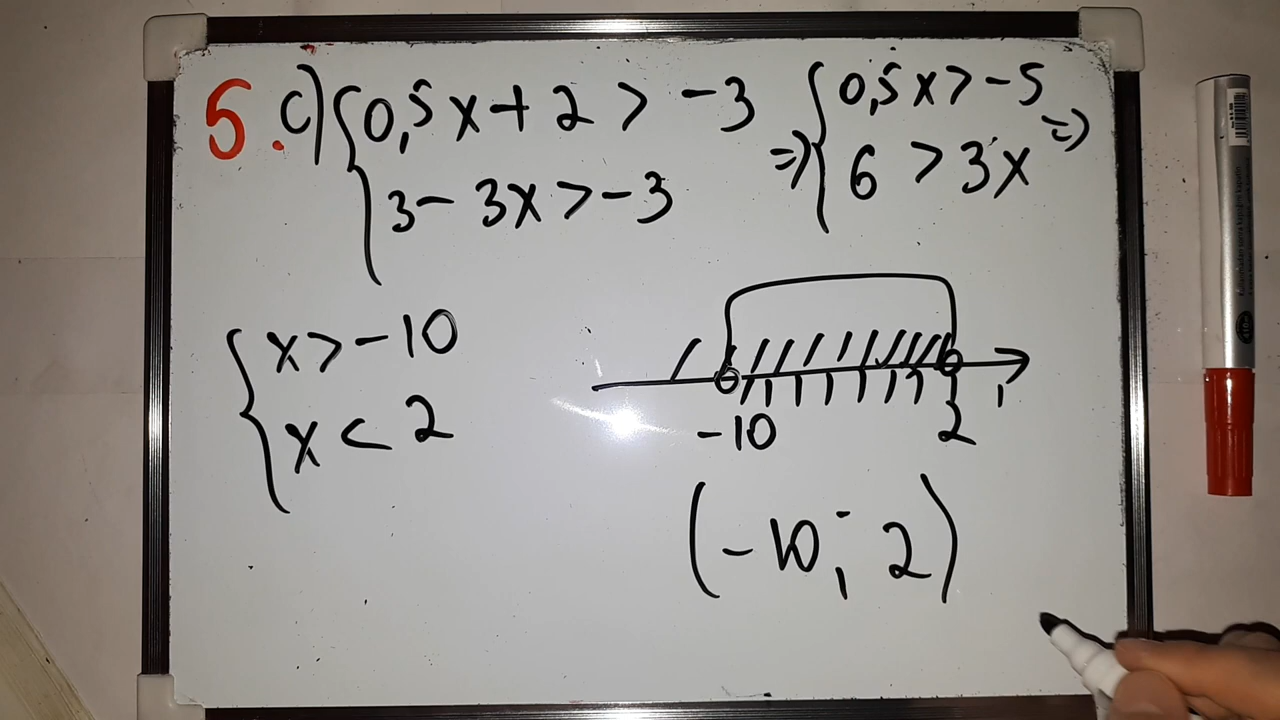 5. c) { 0,5x + 2 > -3
3 - 3x > -3
=> { 0,5x > -5
6 > 3x =>
{ x > -10
x < 2
-10 2
(-10; 2)